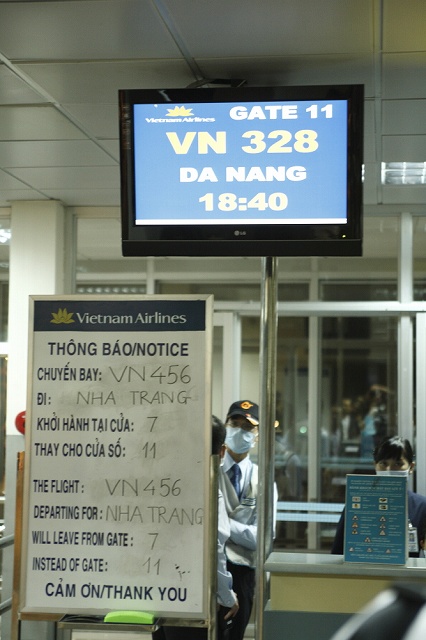 GATE 11
Vietnam Airlines
VN 328
DA NANG
18:40
LG
Vietnam Airlines
THÔNG BÁO/NOTICE
CHUYẾN BAY: VN 456
ĐI: NHA TRANG
KHỞI HÀNH TẠI CỬA: 7
THAY CHO CỬA SỐ: 11
THE FLIGHT: VN 456
DEPARTING FOR: NHA TRANG
WILL LEAVE FROM GATE: 7
INSTEAD OF GATE: 11
CẢM ƠN/THANK YOU